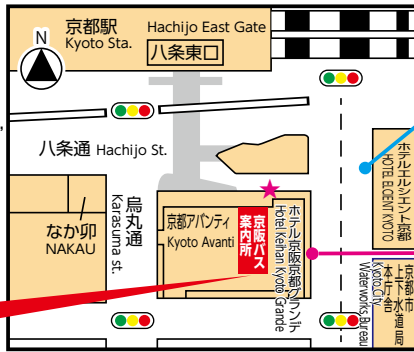 京都駅
Kyoto Sta.
Hachijo East Gate
八条東口
N
八条通 Hachijo St.
なか卯
NAKAU
烏丸通
Karasuma st.
京都アバンティ
Kyoto Avanti
京阪バス
案内所
ホテル京阪京都グランデ
Hotel Keihan Kyoto Grande
ホテルエルシエント京都
HOTEL ELCIENT KYOTO
京都市
上下水道局
本庁舎
Kyoto City
Waterworks Bureau